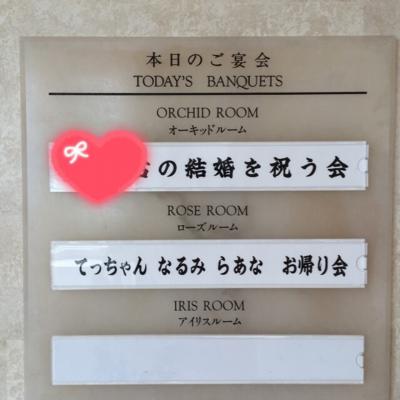 本日のご宴会
TODAY'S BANQUETS
ORCHID ROOM
オーキッドルーム
の結婚を祝う会
ROSE ROOM
ローズルーム
てっちゃん なるみ らあな お帰り会
IRIS ROOM
アイリスルーム